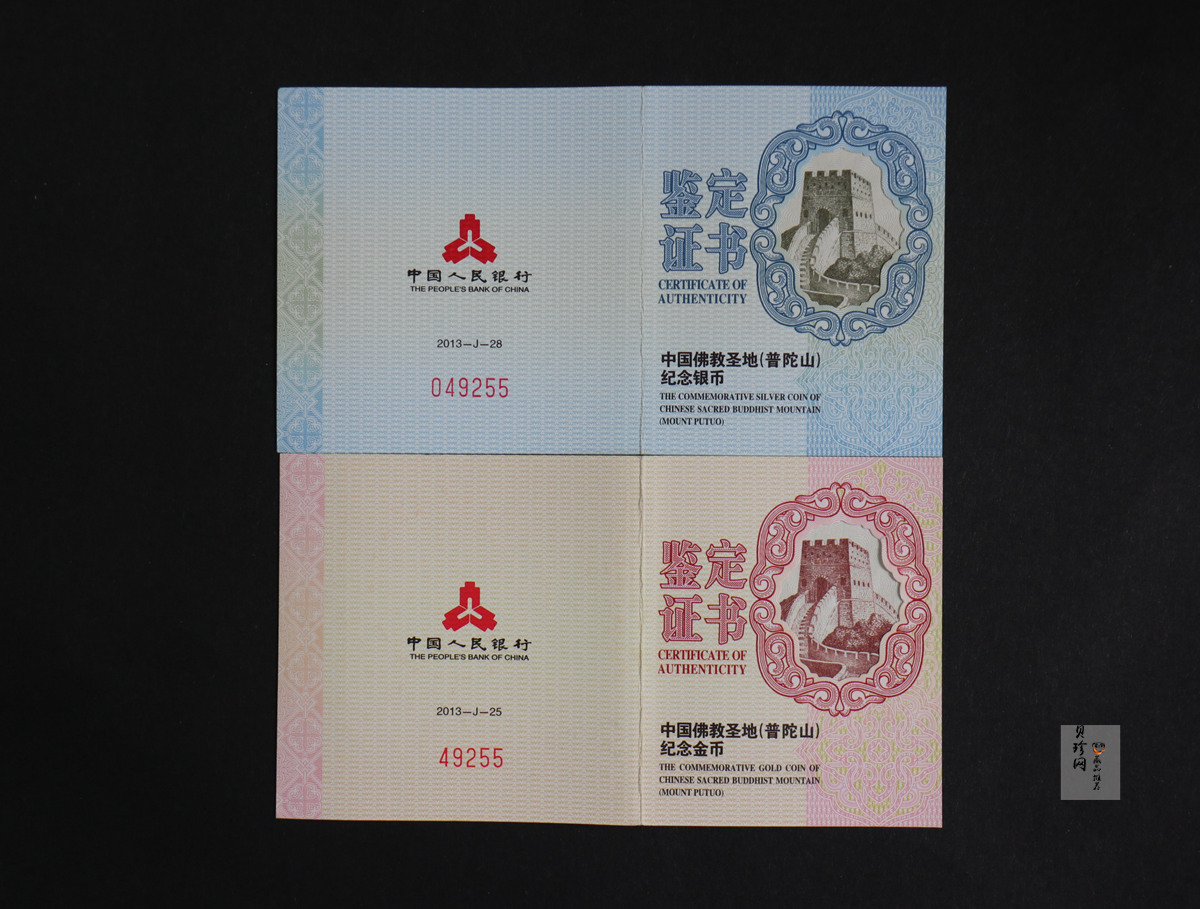 中国人民银行
THE PEOPLE'S BANK OF CHINA
2013—J—28
049255
鉴定
证书
CERTIFICATE OF
AUTHENTICITY
中国佛教圣地(普陀山)
纪念银币
THE COMMEMORATIVE SILVER COIN OF
CHINESE SACRED BUDDHIST MOUNTAIN
(MOUNT PUTUO)
中国人民银行
THE PEOPLE'S BANK OF CHINA
2013—J—25
49255
鉴定
证书
CERTIFICATE OF
AUTHENTICITY
中国佛教圣地(普陀山)
纪念金币
THE COMMEMORATIVE GOLD COIN OF
CHINESE SACRED BUDDHIST MOUNTAIN
(MOUNT PUTUO)
贝珍网
藏品推荐